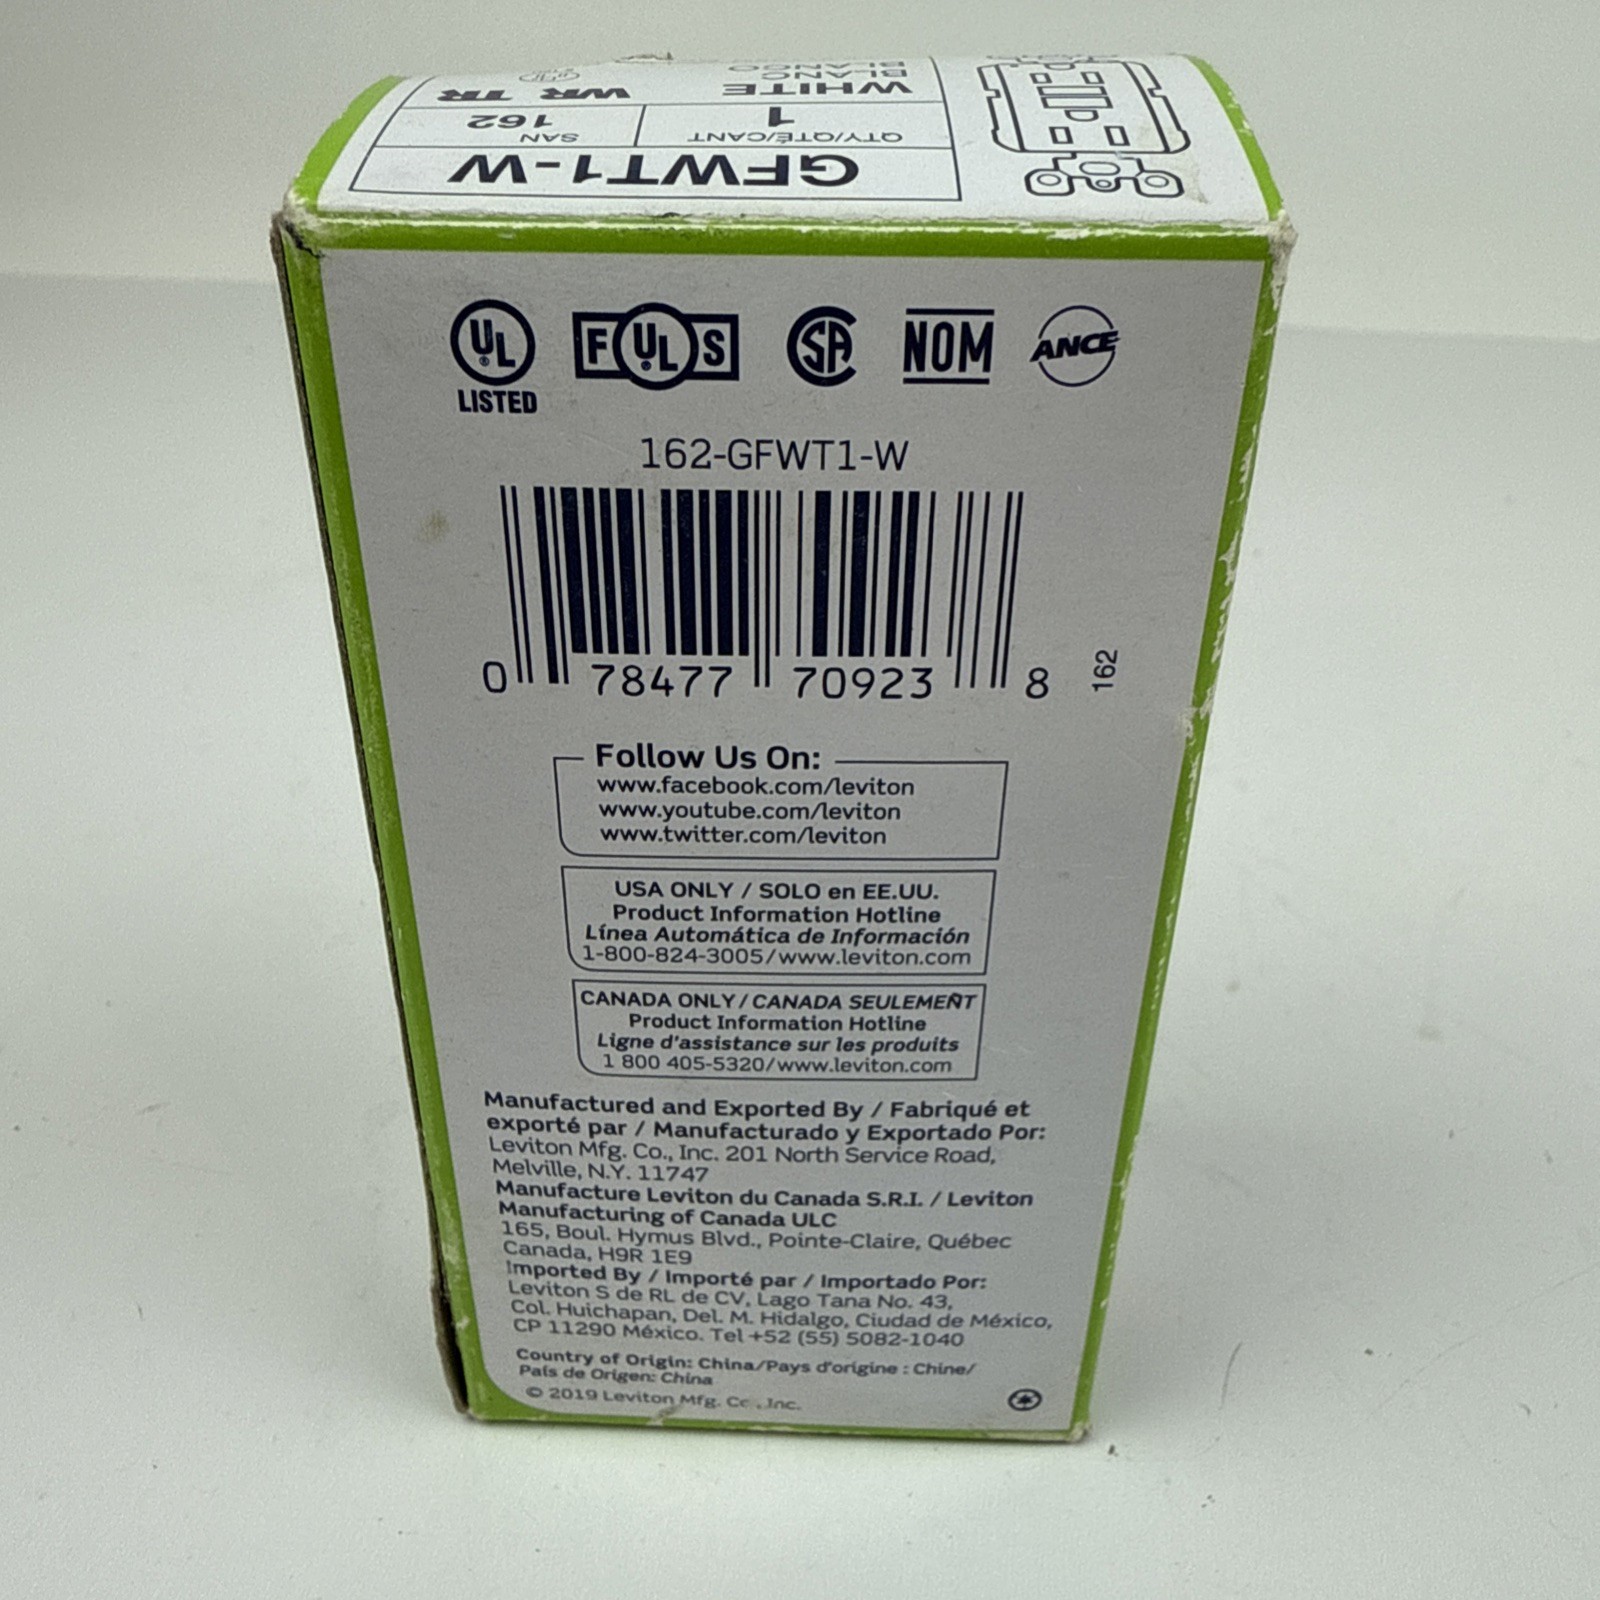 GFWT1-W
QTY/QTÉ/CANT
1
SAN
162
WHITE
BLANC
BLANCO
WR TR
UL
LISTED
F UL S
SA
NOM
ANCE
162-GFWT1-W
0 78477 70923 8
162
Follow Us On:
www.facebook.com/leviton
www.youtube.com/leviton
www.twitter.com/leviton
USA ONLY / SOLO en EE.UU.
Product Information Hotline
Línea Automática de Información
1-800-824-3005/www.leviton.com
CANADA ONLY/CANADA SEULEMEÑT
Product Information Hotline
Ligne d'assistance sur les produits
1 800 405-5320/www.leviton.com
Manufactured and Exported By / Fabriqué et
exporté par / Manufacturado y Exportado Por:
Leviton Mfg. Co., Inc. 201 North Service Road,
Melville, N.Y. 11747
Manufacture Leviton du Canada S.R.I. / Leviton
Manufacturing of Canada ULC
165, Boul. Hymus Blvd., Pointe-Claire, Québec
Canada, H9R 1E9
Imported By / Importé par / Importado Por:
Leviton S de RL de CV, Lago Tana No. 43,
Col. Huichapan, Del. M. Hidalgo, Ciudad de México,
CP 11290 México. Tel +52 (55) 5082-1040
Country of Origin: China/Pays d'origine : Chine/
País de Origen: China
© 2019 Leviton Mfg. Co., Inc.